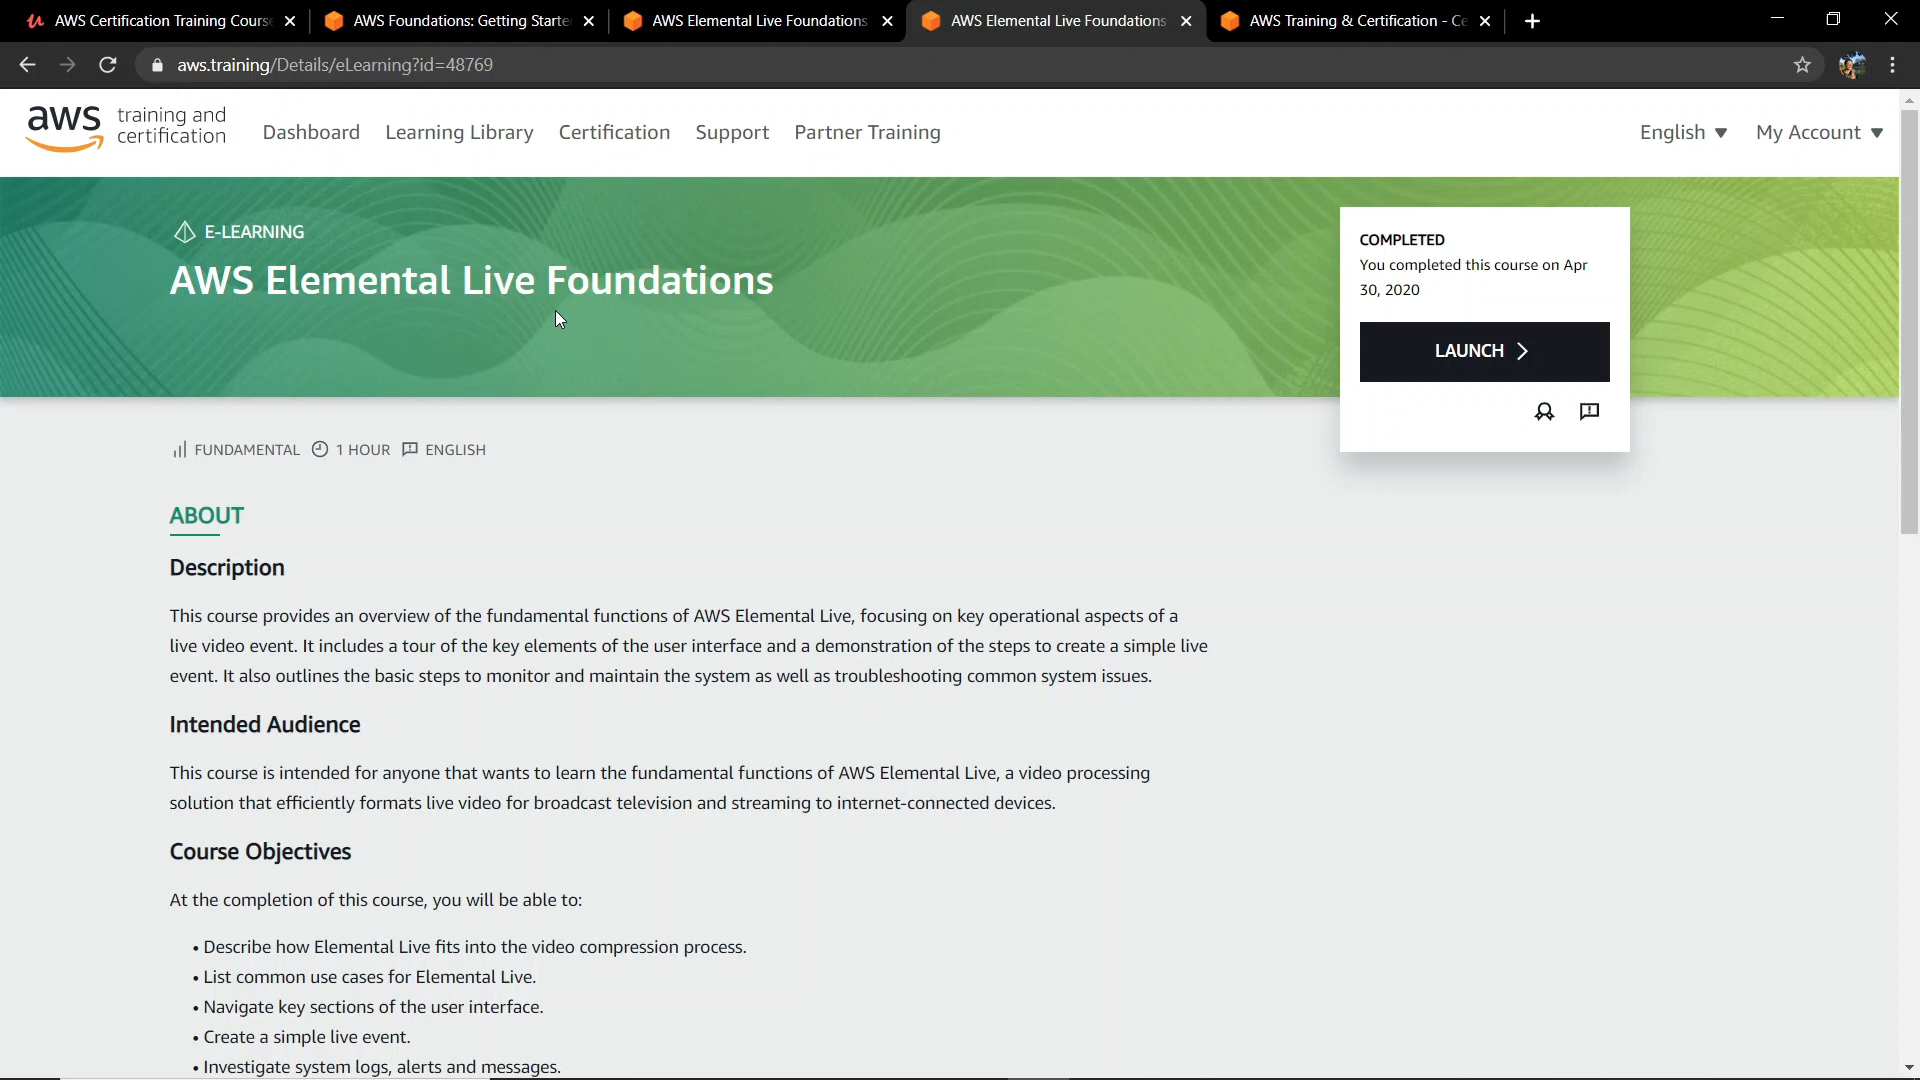 AWS Certification Training Course
AWS Foundations: Getting Starte
AWS Elemental Live Foundations
AWS Elemental Live Foundations
AWS Training & Certification - Ce
aws.training/Details/eLearning?id=48769
aws training and certification
Dashboard Learning Library Certification Support Partner Training
English My Account
E-LEARNING
AWS Elemental Live Foundations
COMPLETED
You completed this course on Apr
30, 2020
LAUNCH
FUNDAMENTAL 1 HOUR ENGLISH
ABOUT
Description
This course provides an overview of the fundamental functions of AWS Elemental Live, focusing on key operational aspects of a
live video event. It includes a tour of the key elements of the user interface and a demonstration of the steps to create a simple live
event. It also outlines the basic steps to monitor and maintain the system as well as troubleshooting common system issues.
Intended Audience
This course is intended for anyone that wants to learn the fundamental functions of AWS Elemental Live, a video processing
solution that efficiently formats live video for broadcast television and streaming to internet-connected devices.
Course Objectives
At the completion of this course, you will be able to:
• Describe how Elemental Live fits into the video compression process.
• List common use cases for Elemental Live.
• Navigate key sections of the user interface.
• Create a simple live event.
• Investigate system logs, alerts and messages.